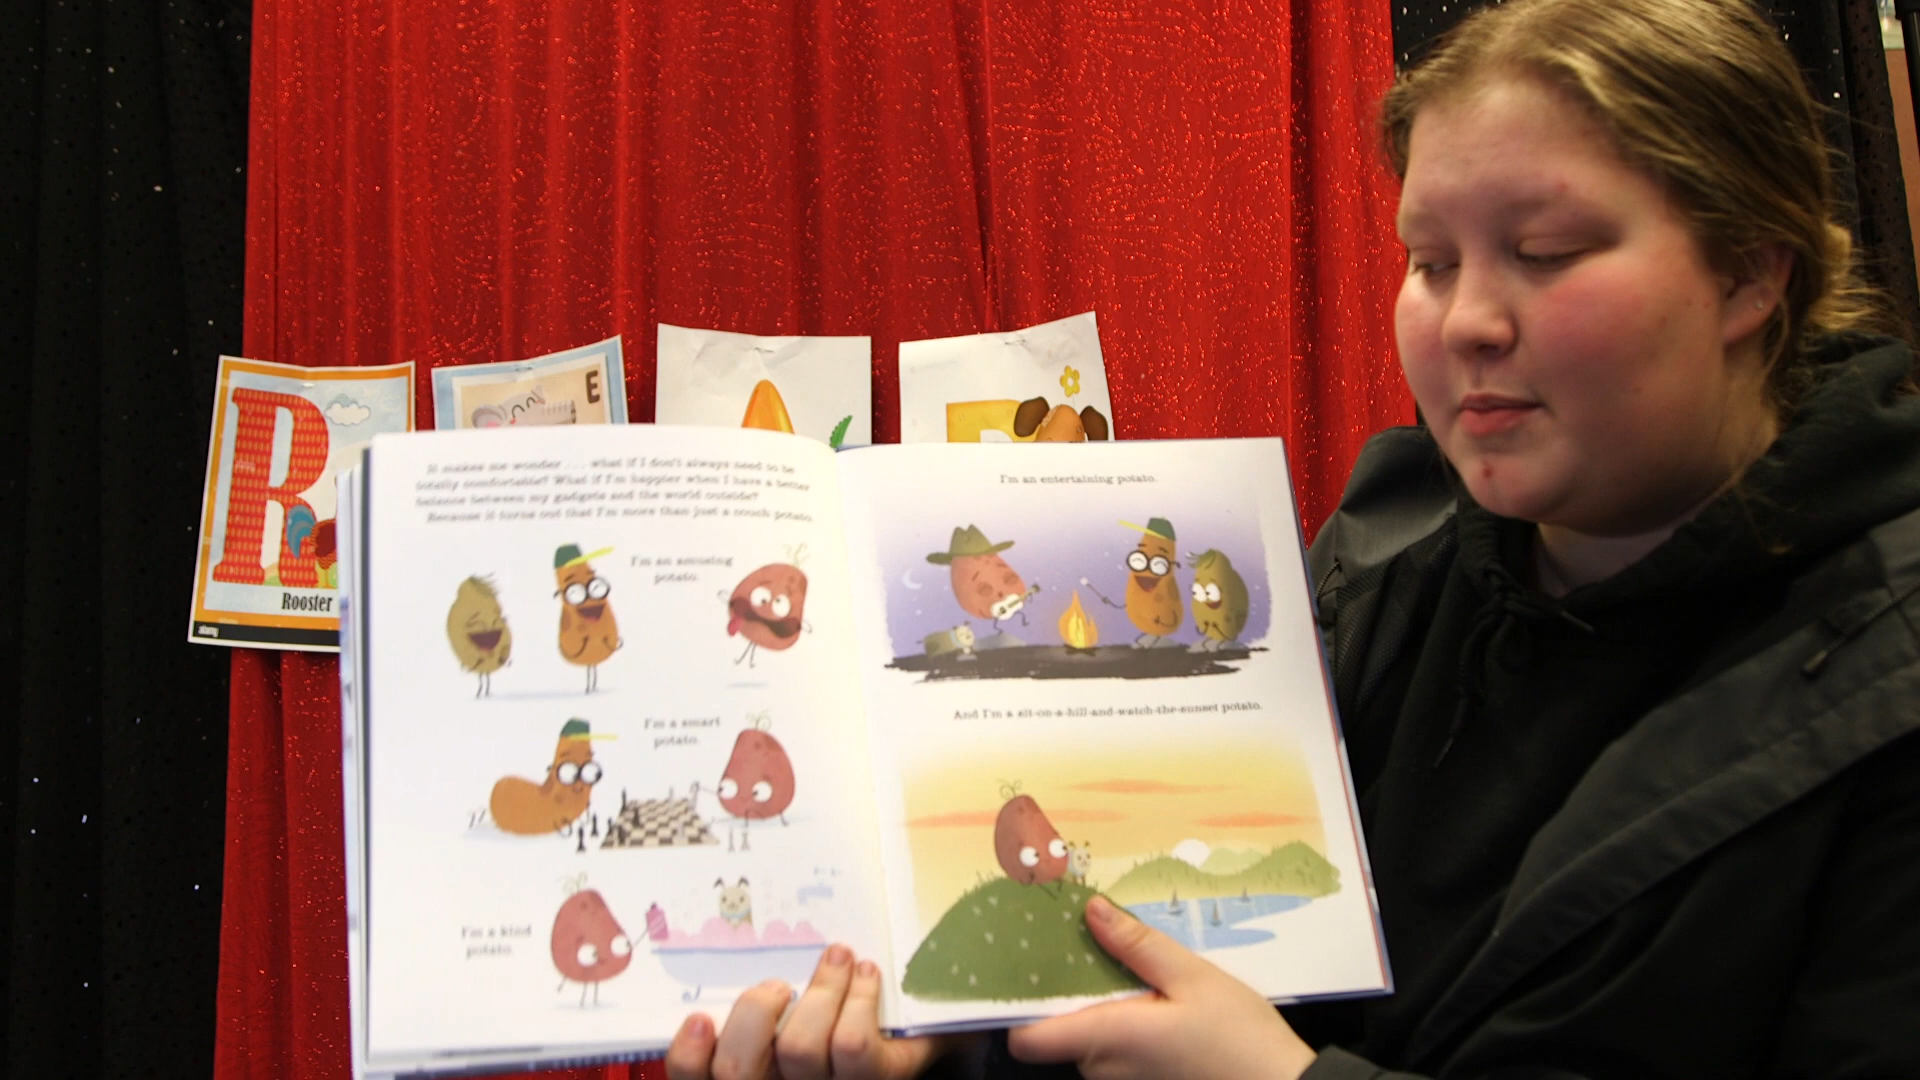 R
E
Rooster
alamy
It makes me wonder . . . what if I don't always need to be
totally comfortable? What if I'm happier when I have a better
balance between my gadgets and the world outside?
Because it turns out that I'm more than just a couch potato.
I'm an amusing
potato.
I'm a smart
potato.
I'm a kind
potato.
I'm an entertaining potato.
And I'm a sit-on-a-hill-and-watch-the-sunset potato.